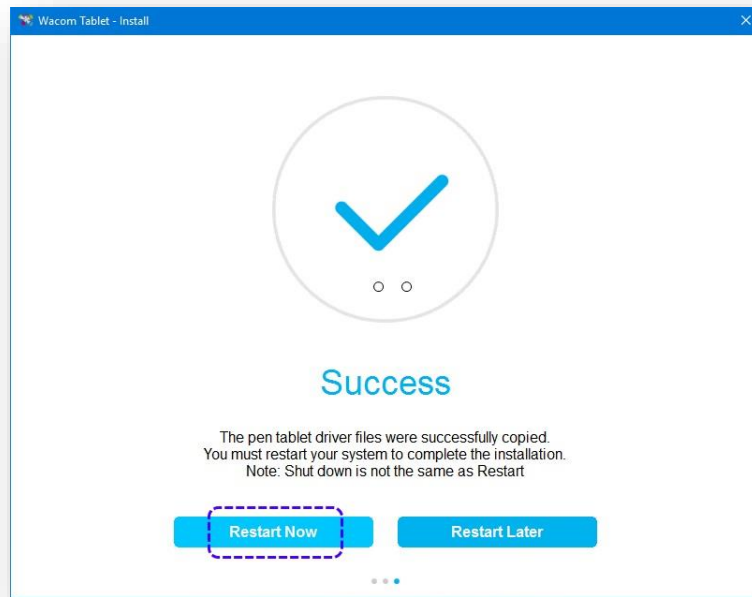 Wacom Tablet - Install
Success
The pen tablet driver files were successfully copied.
You must restart your system to complete the installation.
Note: Shut down is not the same as Restart
Restart Now
Restart Later